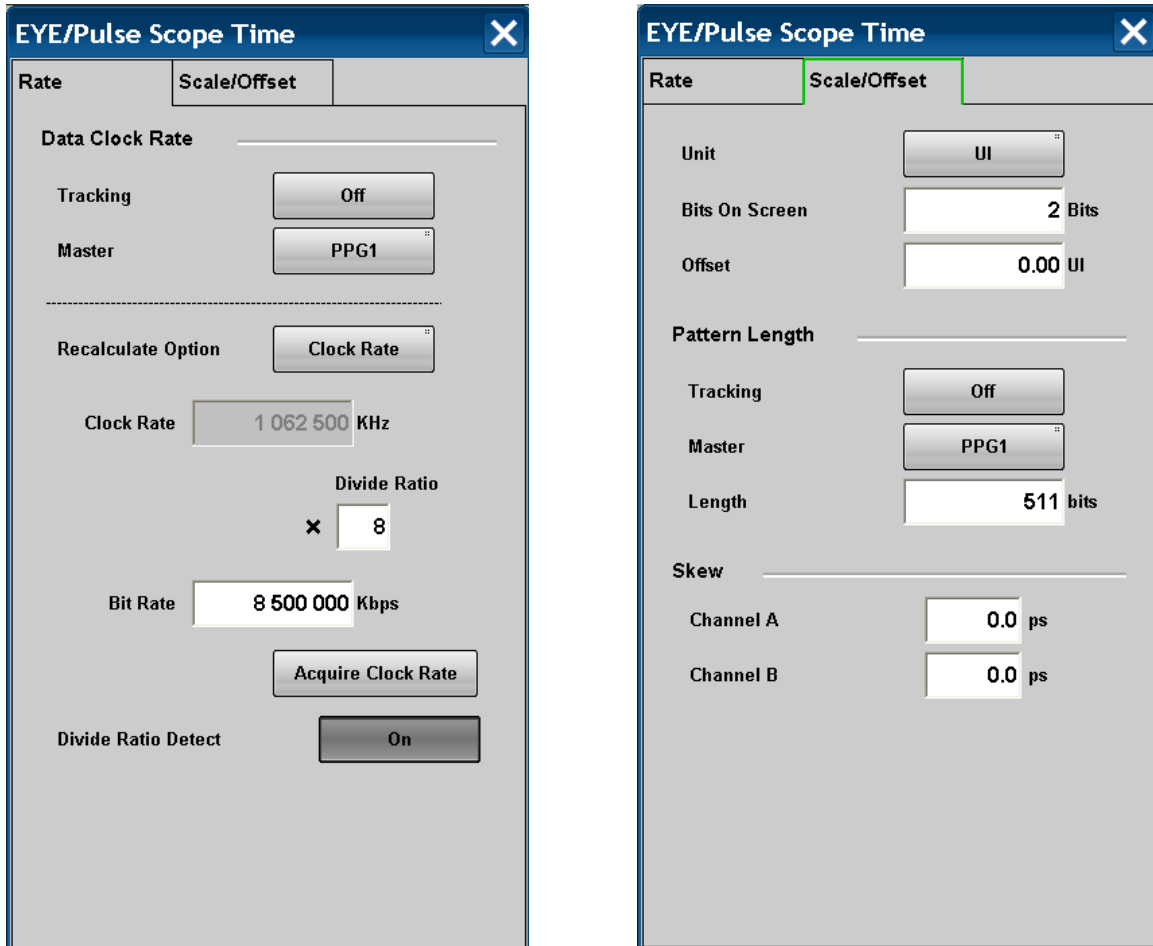 EYE/Pulse Scope Time
Rate Scale/Offset
Data Clock Rate
Tracking Off
Master PPG1
Recalculate Option Clock Rate
Clock Rate 1 062 500 KHz
Divide Ratio
× 8
Bit Rate 8 500 000 Kbps
Acquire Clock Rate
Divide Ratio Detect On
EYE/Pulse Scope Time
Rate Scale/Offset
Unit UI
Bits On Screen 2 Bits
Offset 0.00 UI
Pattern Length
Tracking Off
Master PPG1
Length 511 bits
Skew
Channel A 0.0 ps
Channel B 0.0 ps